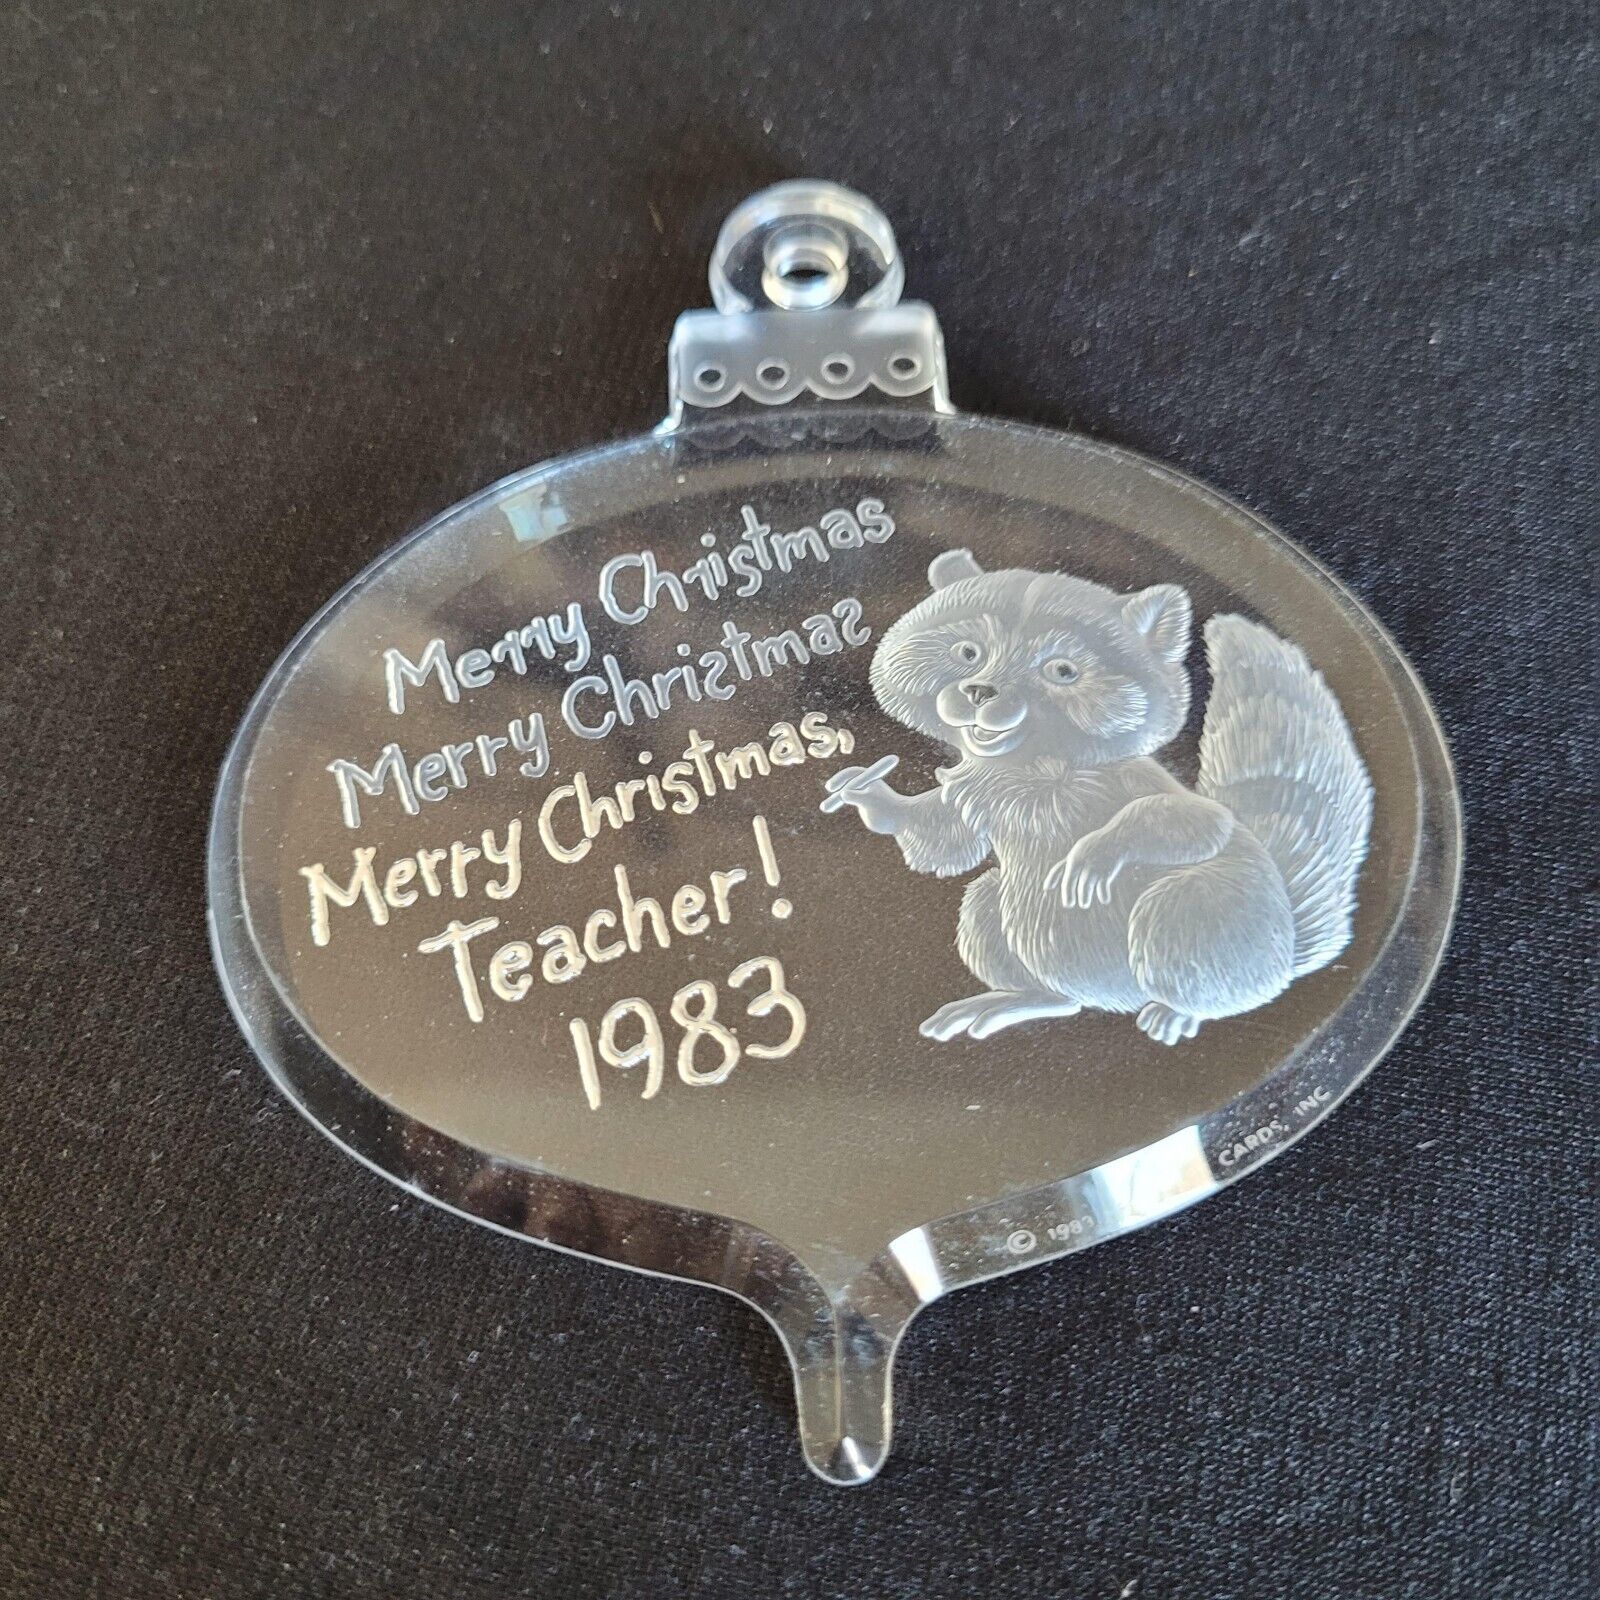 Merry Christmas
Merry Christmas
Merry Christmas,
Teacher!
1983
© 1983
CARDS, INC